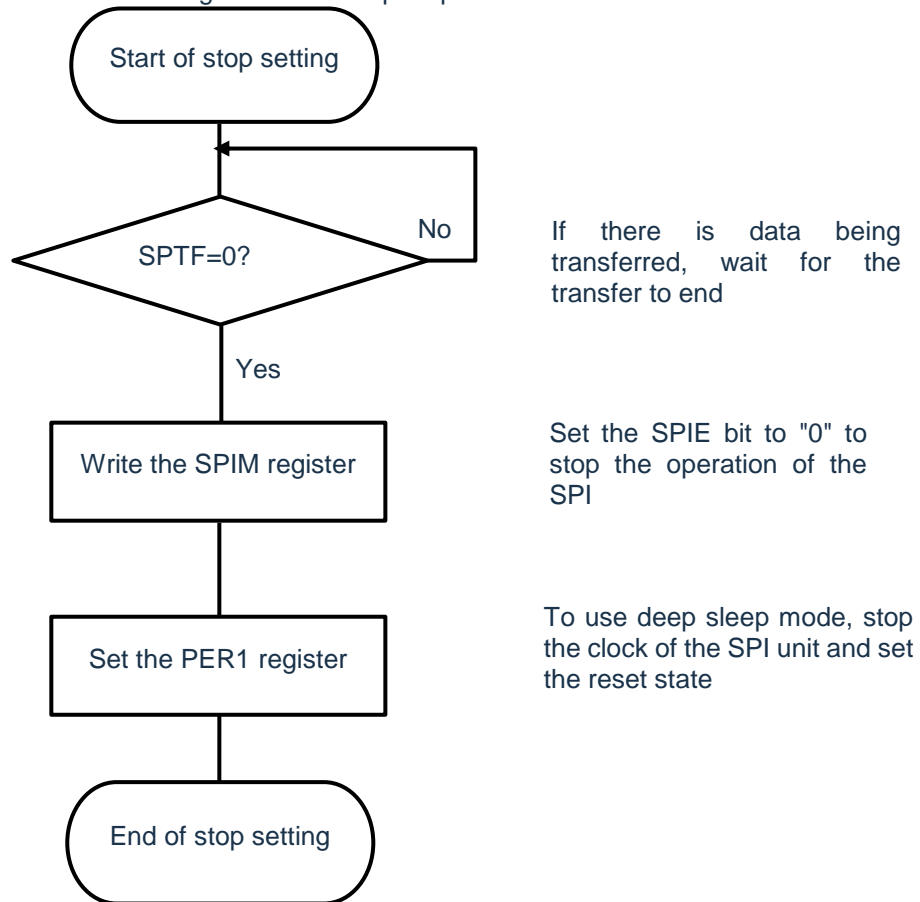 Start of stop setting
No
SPTF=0?
If there is data being
transferred, wait for the
transfer to end
Yes
Write the SPIM register
Set the SPIE bit to "0" to
stop the operation of the
SPI
Set the PER1 register
To use deep sleep mode, stop
the clock of the SPI unit and set
the reset state
End of stop setting